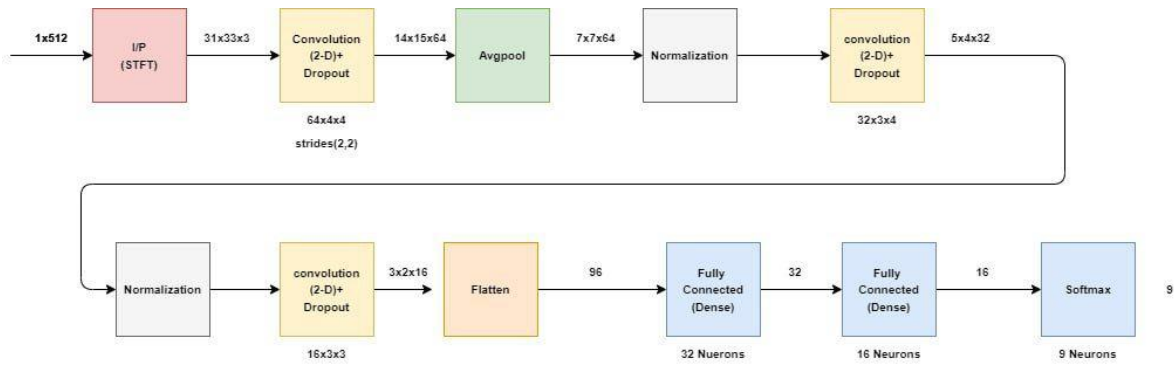 1x512
I/P
(STFT)
31x33x3
Convolution
(2-D)+
Dropout
64x4x4
strides(2,2)
14x15x64
Avgpool
7x7x64
Normalization
convolution
(2-D)+
Dropout
32x3x4
5x4x32
Normalization
convolution
(2-D)+
Dropout
16x3x3
3x2x16
Flatten
96
Fully
Connected
(Dense)
32 Nuerons
32
Fully
Connected
(Dense)
16 Neurons
16
Softmax
9 Neurons
9